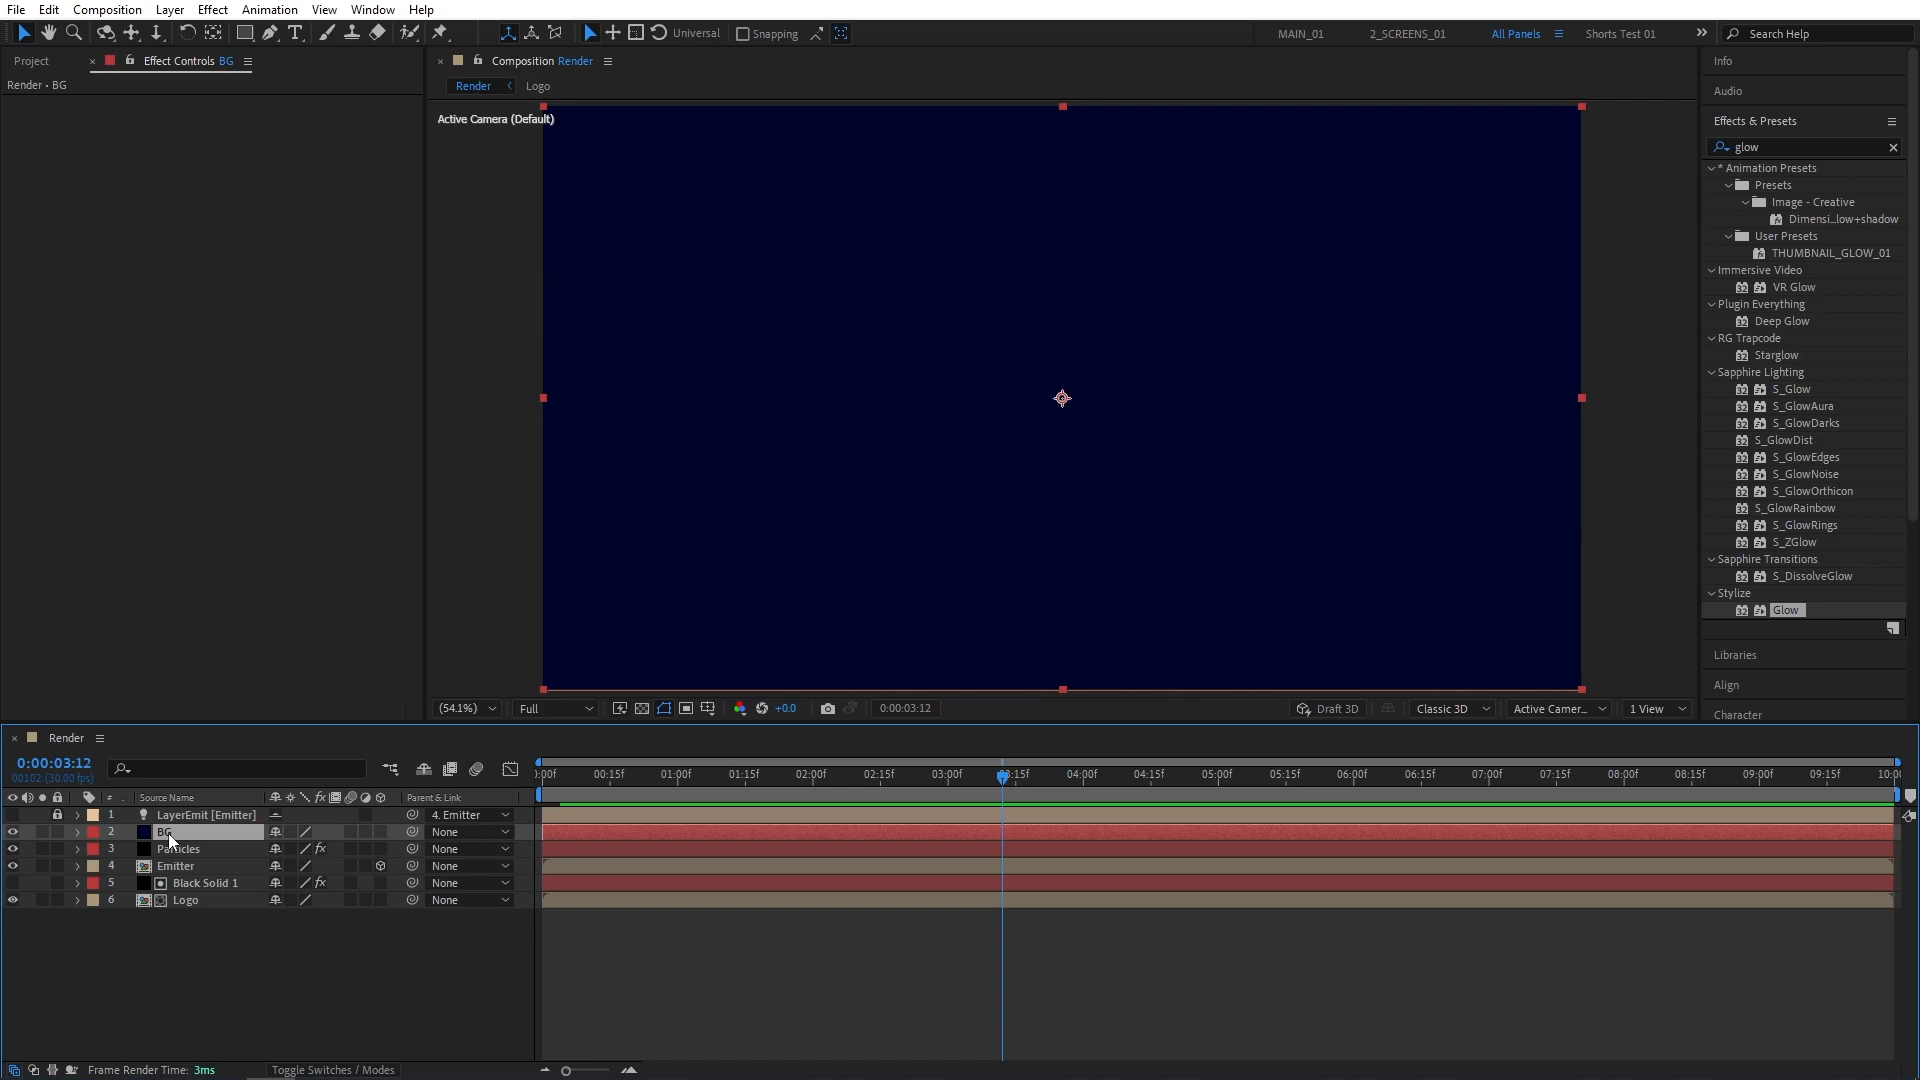 File Edit Composition Layer Effect Animation View Window Help
Universal Snapping MAIN_01 2_SCREENS_01 All Panels Shorts Test 01 Search Help
Project Effect Controls BG
Render • BG
Composition Render
Render Logo
Active Camera (Default)
Info
Audio
Effects & Presets
glow
* Animation Presets
Presets
Image - Creative
Dimensi...low+shadow
User Presets
THUMBNAIL_GLOW_01
Immersive Video
VR Glow
Plugin Everything
Deep Glow
RG Trapcode
Starglow
Sapphire Lighting
S_Glow
S_GlowAura
S_GlowDarks
S_GlowDist
S_GlowEdges
S_GlowNoise
S_GlowOrthicon
S_GlowRainbow
S_GlowRings
S_ZGlow
Sapphire Transitions
S_DissolveGlow
Stylize
Glow
Libraries
Align
Character
(54.1%) Full +0.0 0:00:03:12 Draft 3D Classic 3D Active Camer... 1 View
Render
0:00:03:12
00102 (30.00 fps)
:00f 00:15f 01:00f 01:15f 02:00f 02:15f 03:00f 03:15f 04:00f 04:15f 05:00f 05:15f 06:00f 06:15f 07:00f 07:15f 08:00f 08:15f 09:00f 09:15f 10:00
# Source Name fx Parent & Link
1 LayerEmit [Emitter] 4. Emitter
2 BG None
3 Particles fx None
4 Emitter None
5 Black Solid 1 fx None
6 Logo None
Frame Render Time: 3ms Toggle Switches / Modes